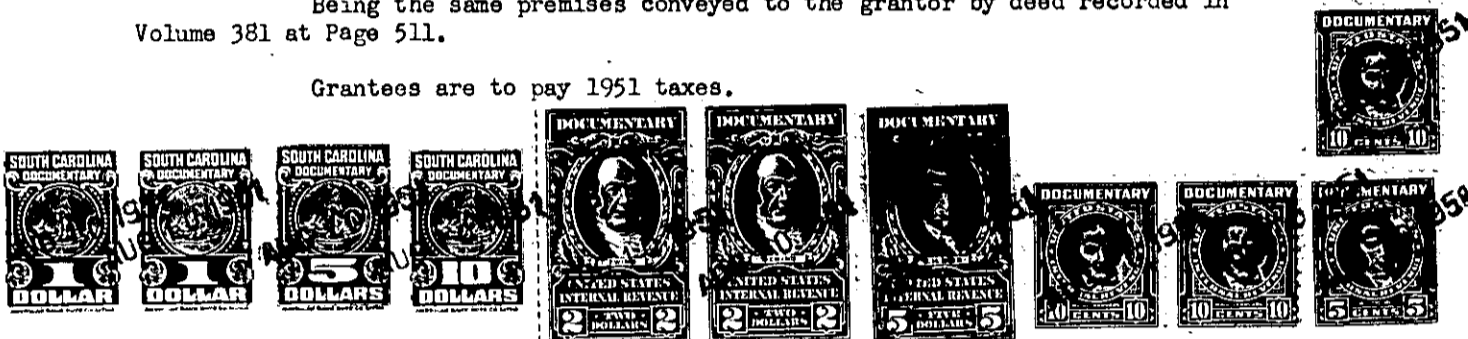 Being the same premises conveyed to the grantor by deed recorded in
Volume 381 at Page 511.
Grantees are to pay 1951 taxes.
SOUTH CAROLINA
DOCUMENTARY
1
DOLLAR
SOUTH CAROLINA
DOCUMENTARY
1
DOLLAR
SOUTH CAROLINA
DOCUMENTARY
5
DOLLARS
SOUTH CAROLINA
DOCUMENTARY
10
DOLLARS
DOCUMENTARY
UNITED STATES
INTERNAL REVENUE
2 TWO DOLLARS 2
DOCUMENTARY
UNITED STATES
INTERNAL REVENUE
2 TWO DOLLARS 2
DOCUMENTARY
UNITED STATES
INTERNAL REVENUE
5 FIVE DOLLARS 5
DOCUMENTARY
10 CENTS 10
DOCUMENTARY
10 CENTS 10
DOCUMENTARY
10 CENTS 10
DOCUMENTARY
5 CENTS 5